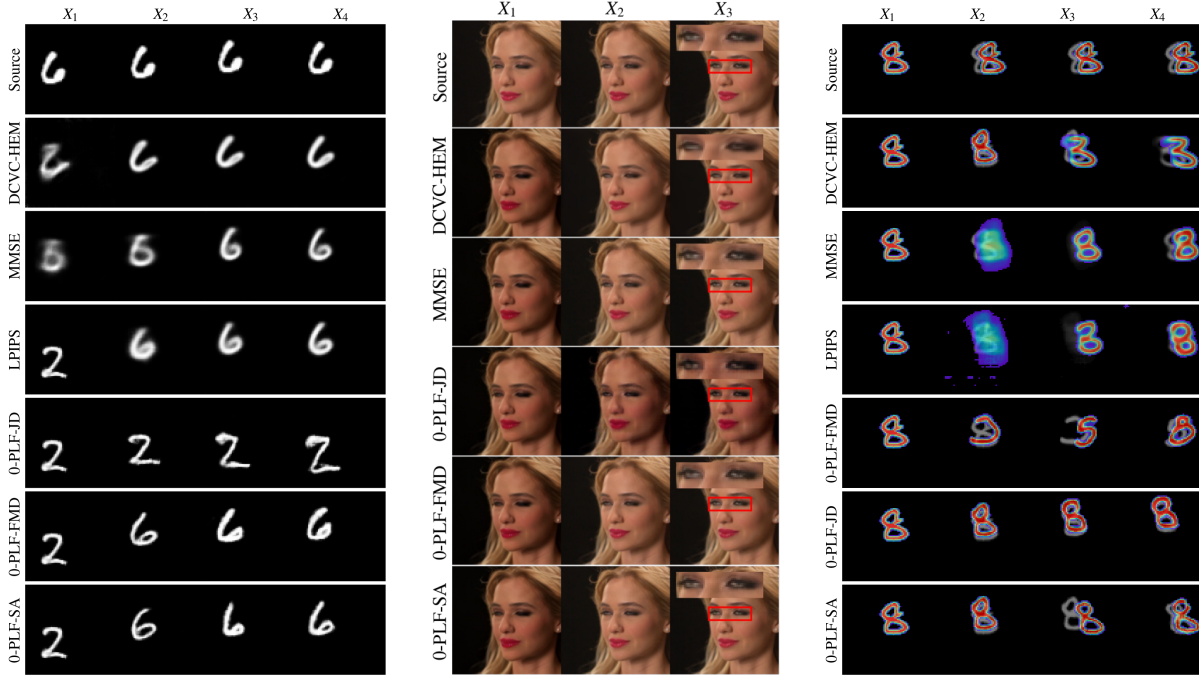 X₁ X₂ X₃ X₄
Source
DCVC-HEM
MMSE
LPIPS
0-PLF-JD
0-PLF-FMD
0-PLF-SA
X₁ X₂ X₃
Source
DCVC-HEM
MMSE
0-PLF-JD
0-PLF-FMD
0-PLF-SA
X₁ X₂ X₃ X₄
Source
DCVC-HEM
MMSE
LPIPS
0-PLF-FMD
0-PLF-JD
0-PLF-SA